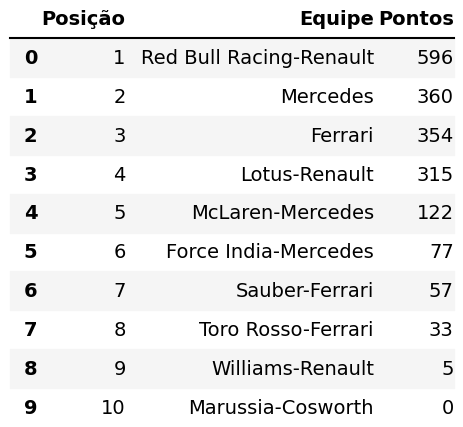 Posição Equipe Pontos
0 1 Red Bull Racing-Renault 596
1 2 Mercedes 360
2 3 Ferrari 354
3 4 Lotus-Renault 315
4 5 McLaren-Mercedes 122
5 6 Force India-Mercedes 77
6 7 Sauber-Ferrari 57
7 8 Toro Rosso-Ferrari 33
8 9 Williams-Renault 5
9 10 Marussia-Cosworth 0